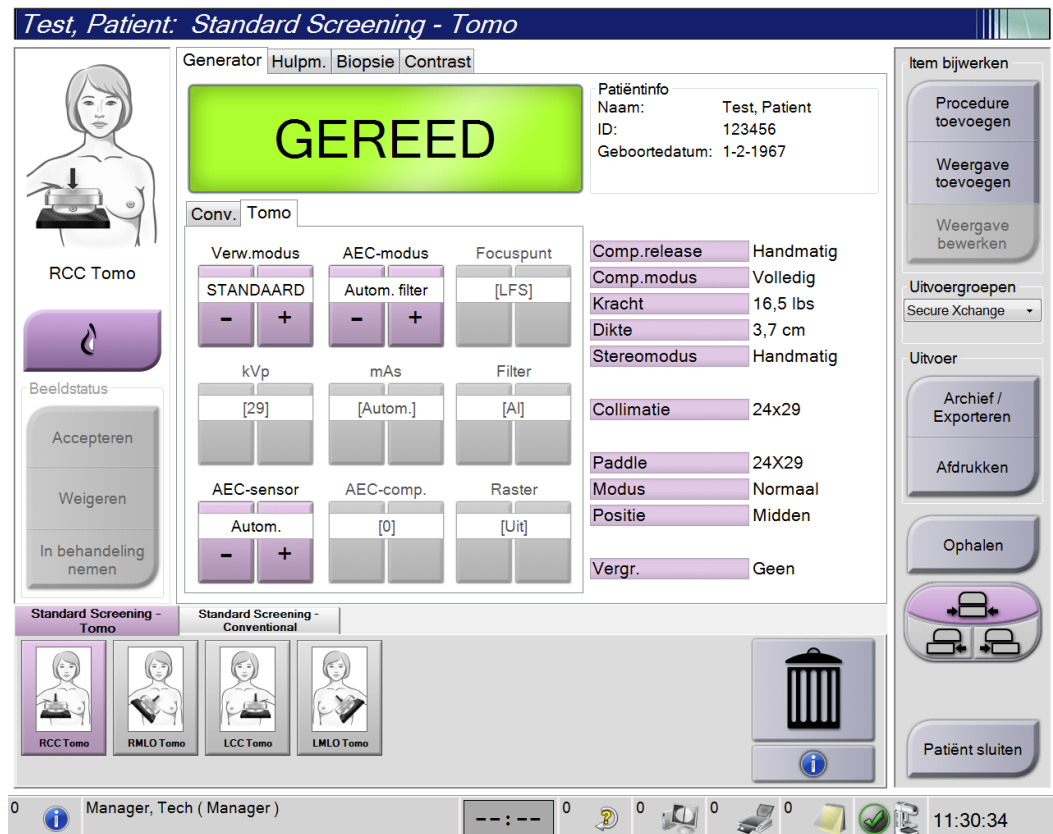 Test, Patient: Standard Screening - Tomo
Generator Hulpm. Biopsie Contrast
GEREED
Patiëntinfo
Naam: Test, Patient
ID: 123456
Geboortedatum: 1-2-1967
RCC Tomo
Beeldstatus
Accepteren
Weigeren
In behandeling
nemen
Conv. Tomo
Verw.modus AEC-modus Focuspunt
STANDAARD Autom. filter [LFS]
- + - +
kVp mAs Filter
[29] [Autom.] [Al]
AEC-sensor AEC-comp. Raster
Autom. [0] [Uit]
- +
Comp.release Handmatig
Comp.modus Volledig
Kracht 16,5 lbs
Dikte 3,7 cm
Stereomodus Handmatig
Collimatie 24x29
Paddle 24X29
Modus Normaal
Positie Midden
Vergr. Geen
Item bijwerken
Procedure
toevoegen
Weergave
toevoegen
Weergave
bewerken
Uitvoergroepen
Secure Xchange
Uitvoer
Archief /
Exporteren
Afdrukken
Ophalen
Patiënt sluiten
Standard Screening -
Tomo
Standard Screening -
Conventional
RCC Tomo RMLO Tomo LCC Tomo LMLO Tomo
0 Manager, Tech ( Manager ) --:-- 0 0 0 0 11:30:34